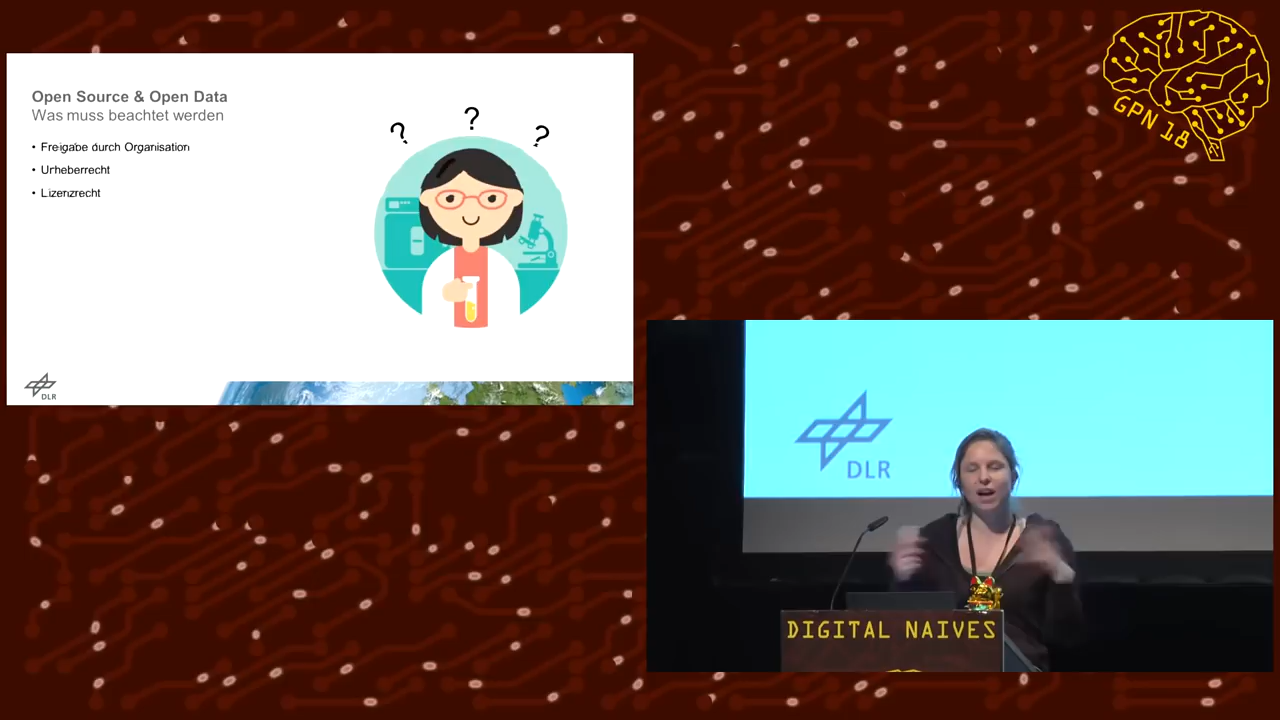 Open Source & Open Data
Was muss beachtet werden
• Freigabe durch Organisation
• Urheberrecht
• Lizenzrecht
? ? ?
DLR
GPN 18
DLR
DIGITAL NAIVES